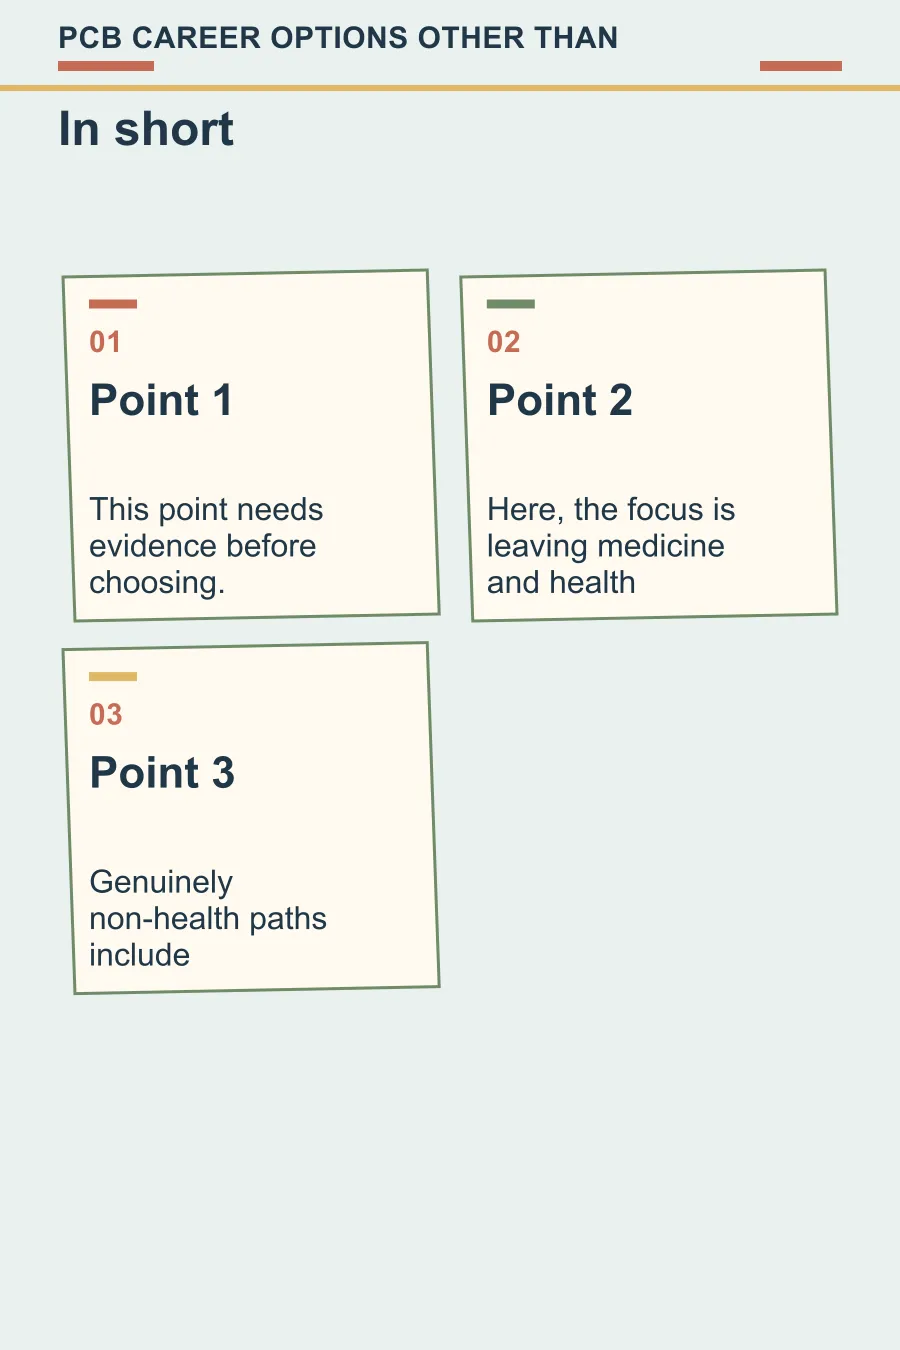 PCB CAREER OPTIONS OTHER THAN
In short
01
Point 1
This point needs
evidence before
choosing.
02
Point 2
Here, the focus is
leaving medicine
and health
03
Point 3
Genuinely
non-health paths
include